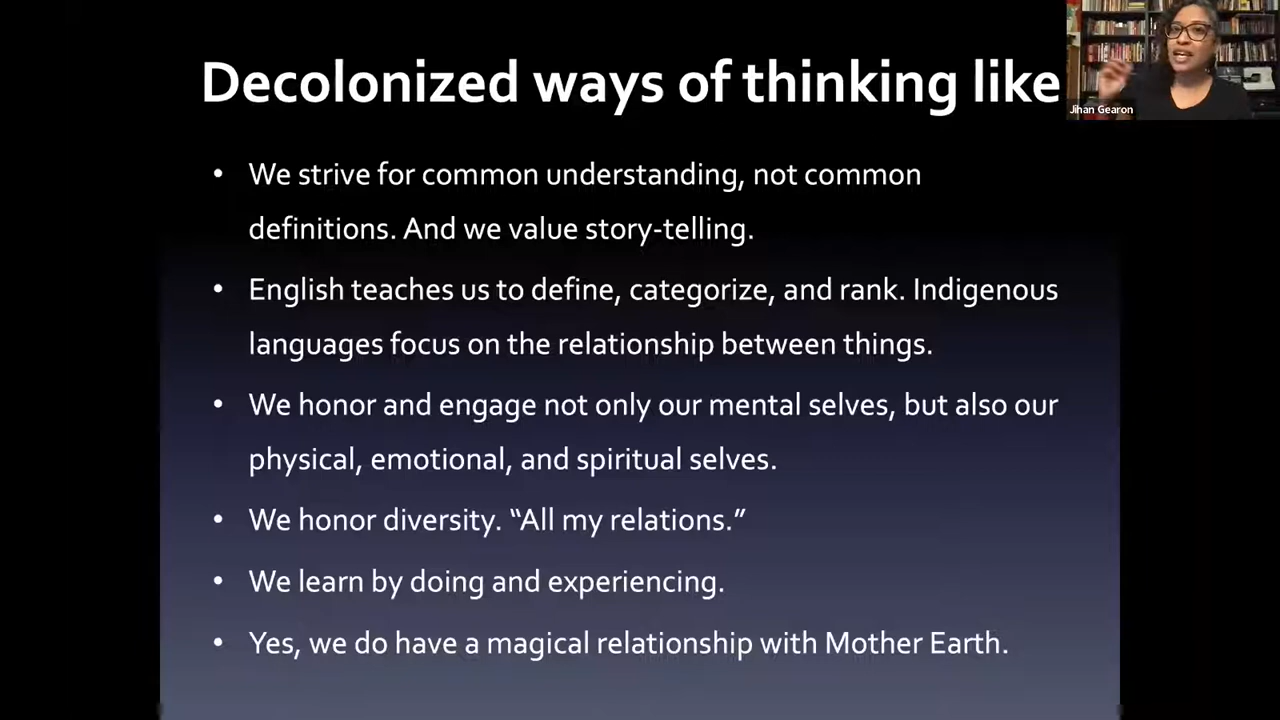 Decolonized ways of thinking like
Jihan Gearon
• We strive for common understanding, not common
definitions. And we value story-telling.
• English teaches us to define, categorize, and rank. Indigenous
languages focus on the relationship between things.
• We honor and engage not only our mental selves, but also our
physical, emotional, and spiritual selves.
• We honor diversity. “All my relations.”
• We learn by doing and experiencing.
• Yes, we do have a magical relationship with Mother Earth.